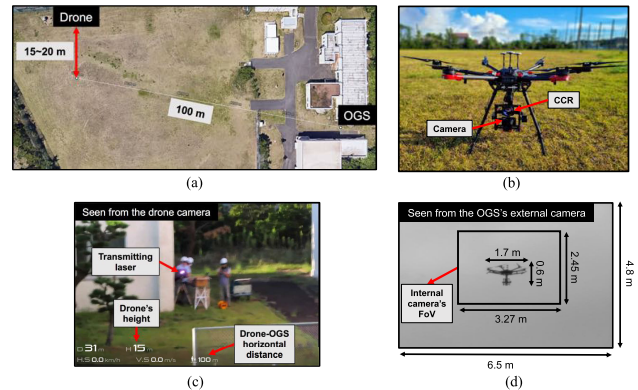 Drone
15~20 m
100 m
OGS
(a)
CCR
Camera
(b)
Seen from the drone camera
Transmitting
laser
Drone's
height
Drone-OGS
horizontal
distance
D 31 m H 15 m
H.S 0.0 km/h V.S 0.0 m/s 100 m
(c)
Seen from the OGS's external camera
1.7 m
0.6 m
2.45 m
4.8 m
Internal
camera's
FoV
3.27 m
6.5 m
(d)